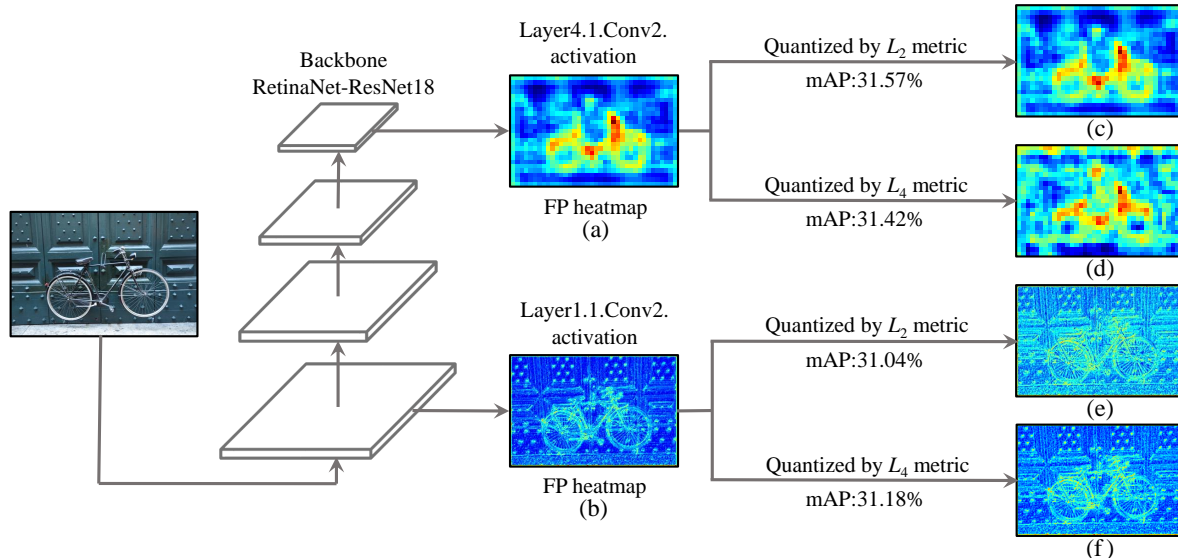 Backbone
RetinaNet-ResNet18
Layer4.1.Conv2.
activation
FP heatmap
(a)
Quantized by L2 metric
mAP:31.57%
(c)
Quantized by L4 metric
mAP:31.42%
(d)
Layer1.1.Conv2.
activation
FP heatmap
(b)
Quantized by L2 metric
mAP:31.04%
(e)
Quantized by L4 metric
mAP:31.18%
(f)